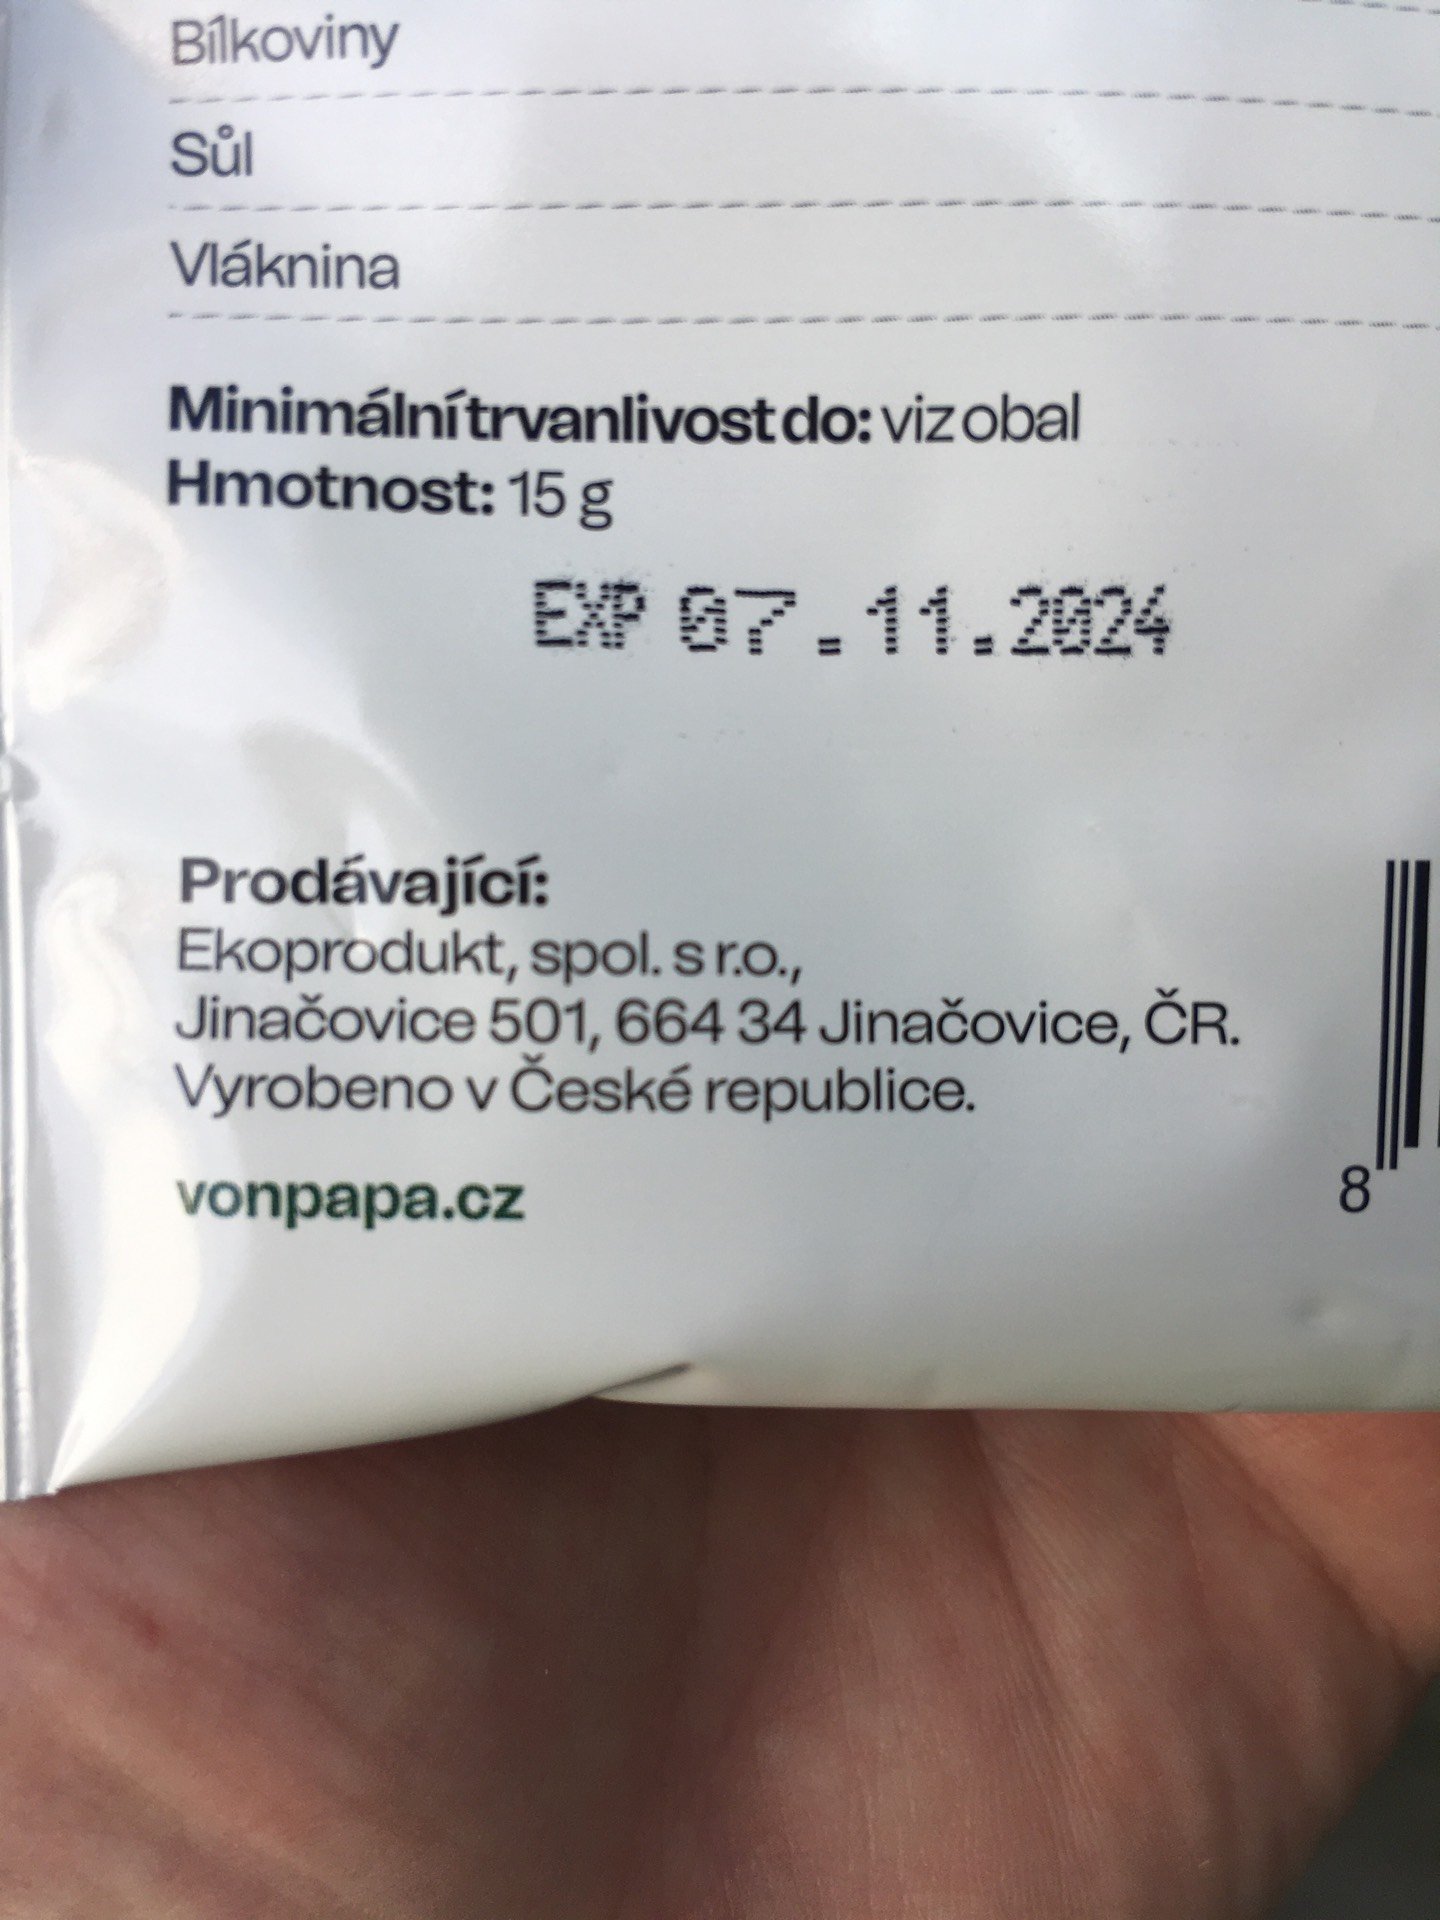 Bílkoviny
Sůl
Vláknina
Minimální trvanlivost do: viz obal
Hmotnost: 15 g
EXP 07.11.2024
Prodávající:
Ekoprodukt, spol. s r.o.,
Jinačovice 501, 664 34 Jinačovice, ČR.
Vyrobeno v České republice.
vonpapa.cz
8